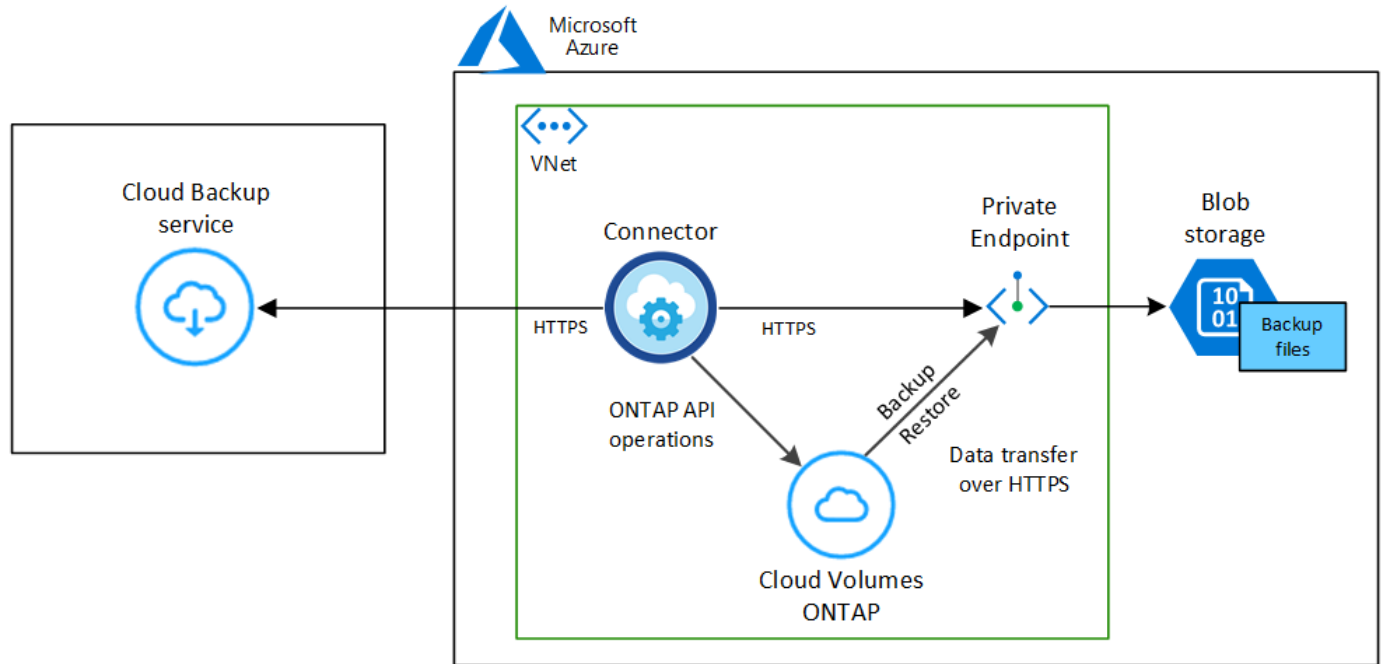 Microsoft
Azure
VNet
Cloud Backup
service
Connector
Private
Endpoint
Blob
storage
HTTPS
HTTPS
10
01
Backup
files
ONTAP API
operations
Backup
Restore
Data transfer
over HTTPS
Cloud Volumes
ONTAP